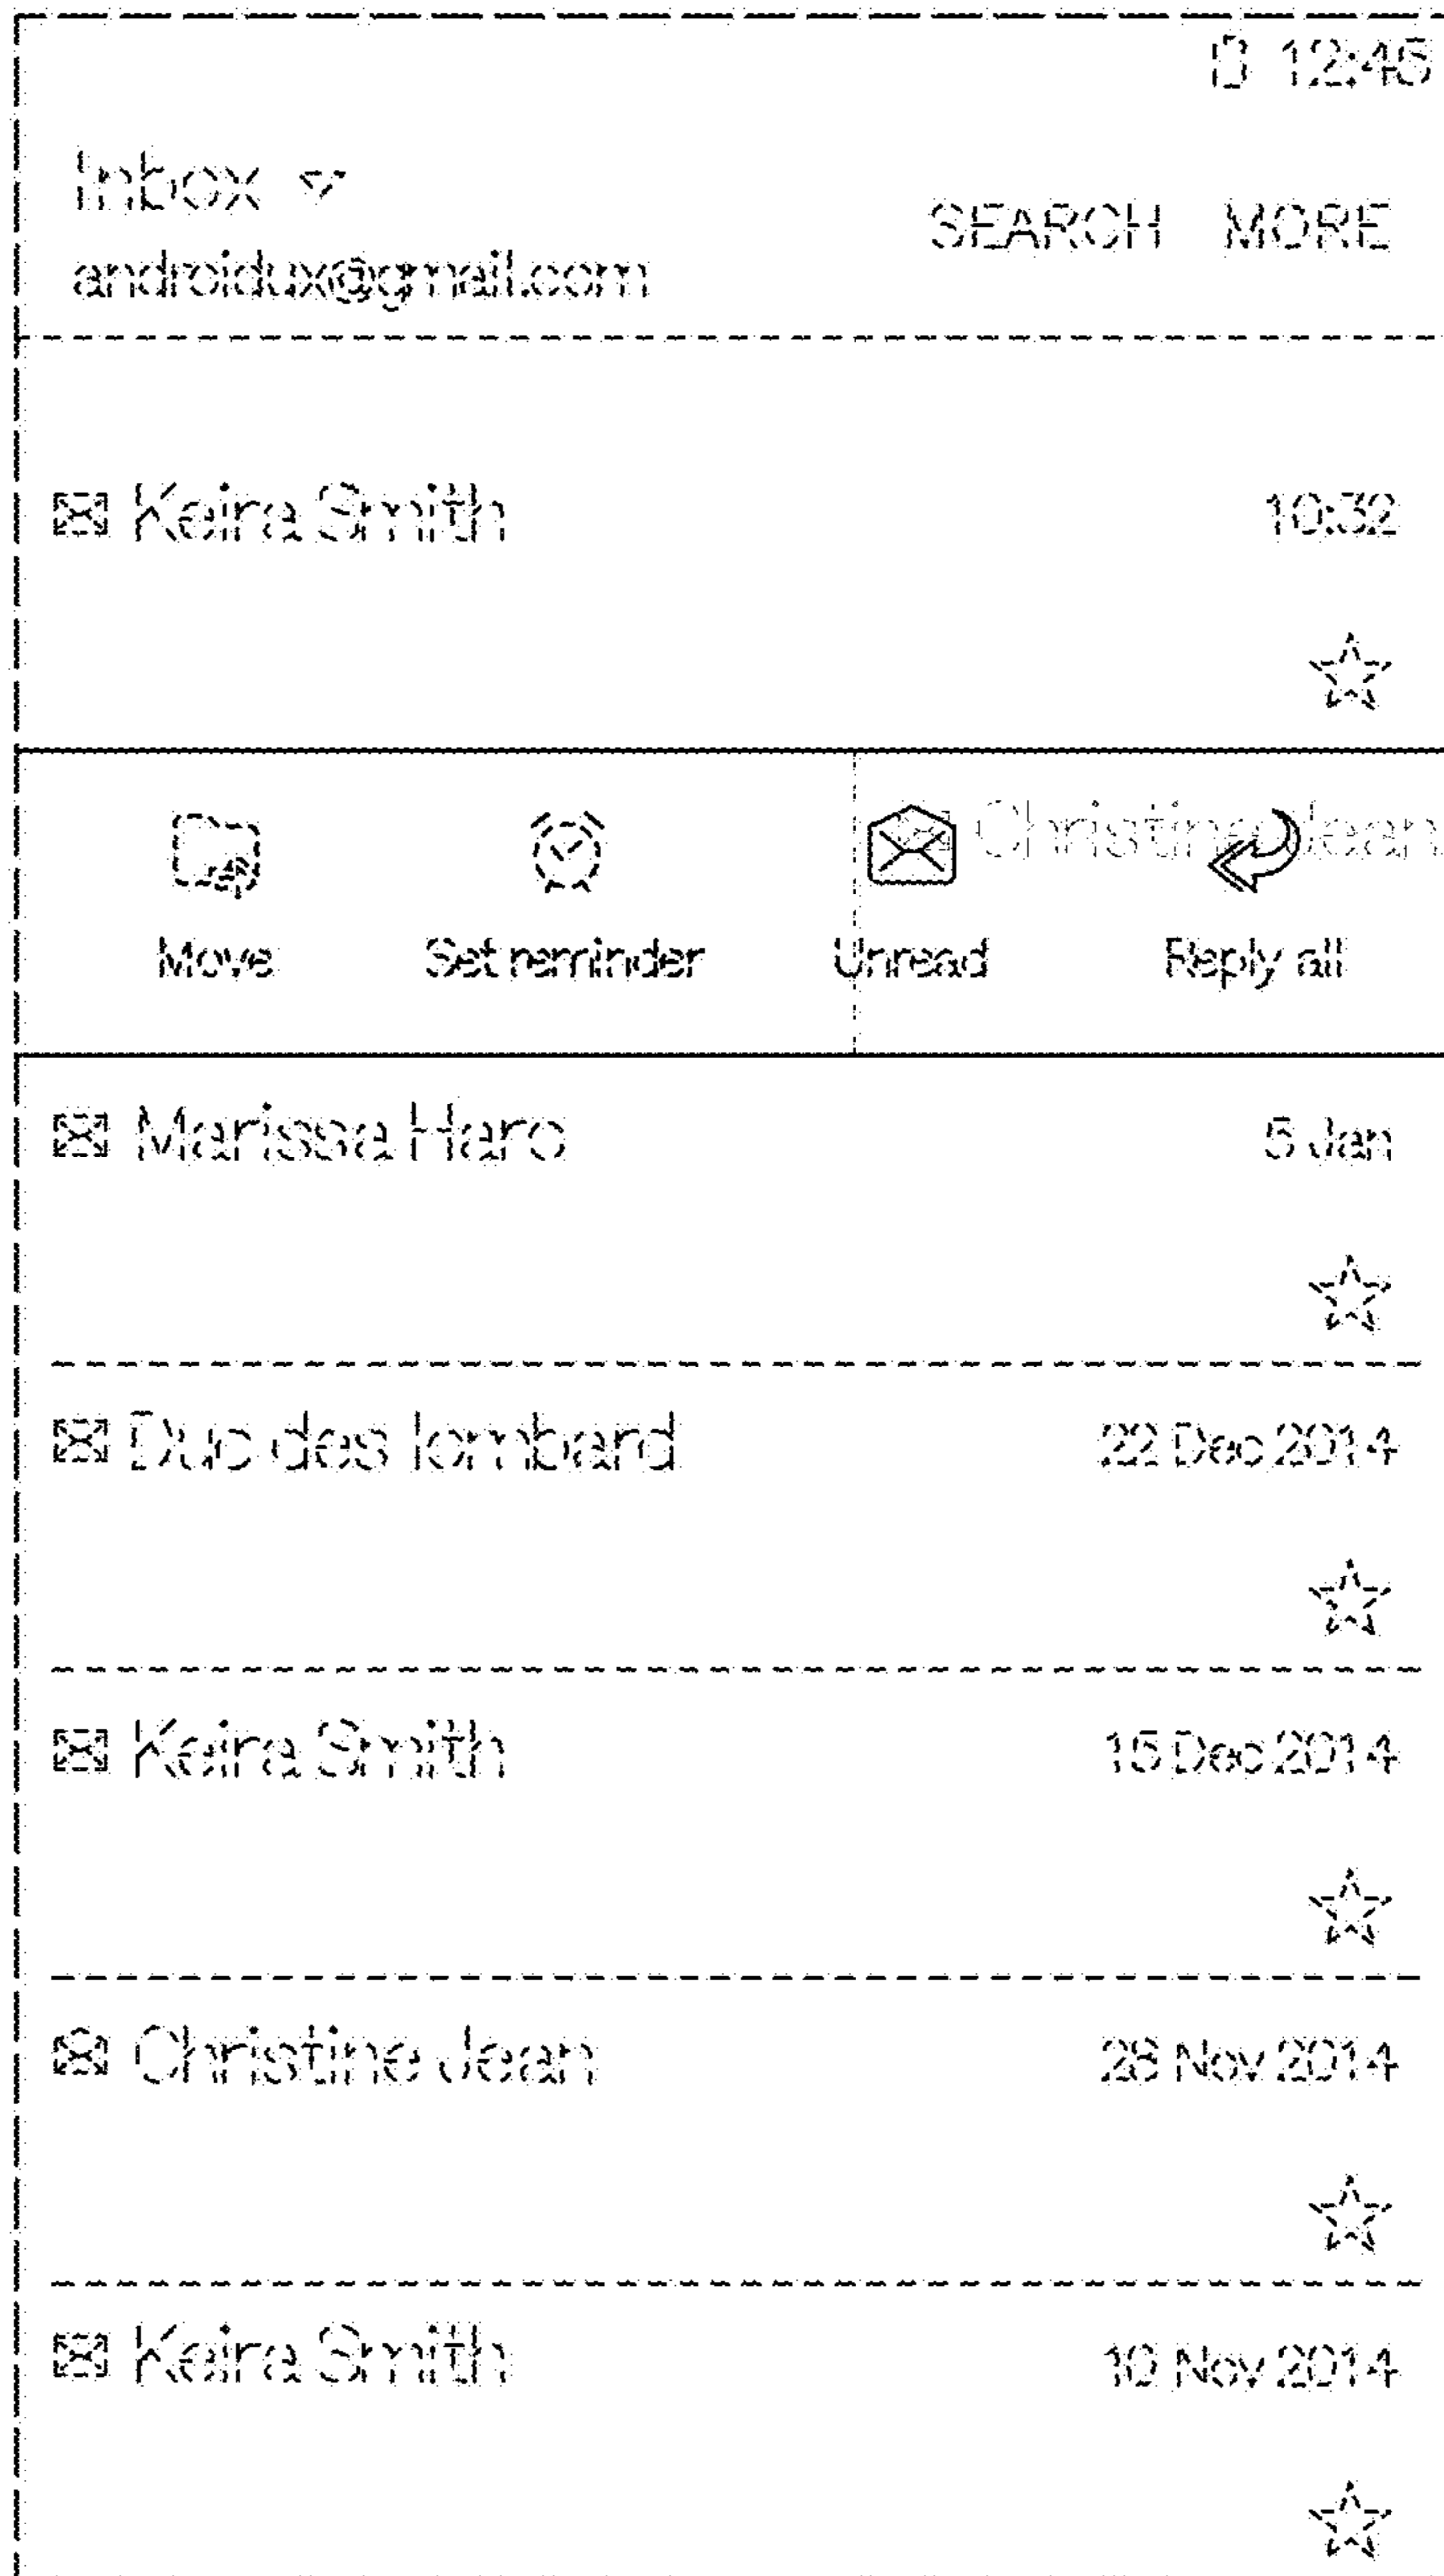 12:45
Inbox
SEARCH MORE
androidux@gmail.com
Keira Smith 10:32
Christine Jean
Move Set reminder Unread Reply all
Marissa Haro 5 Jan
Duc des lombard 22 Dec 2014
Keira Smith 15 Dec 2014
Christine Jean 28 Nov 2014
Keira Smith 10 Nov 2014